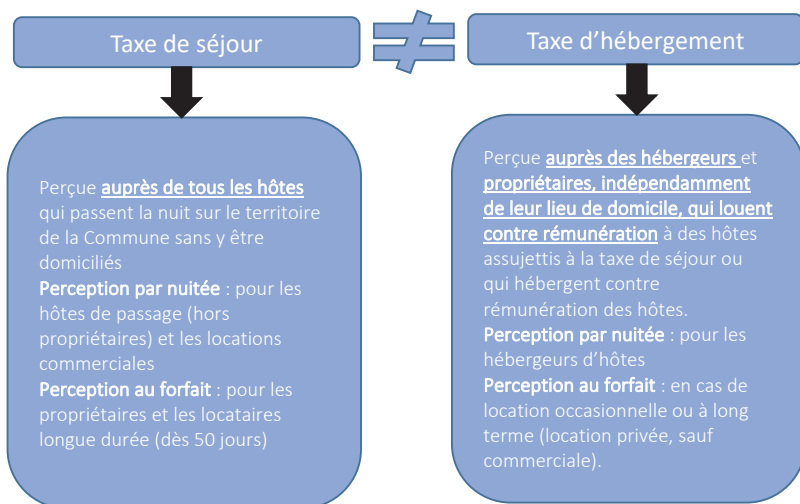 Taxe de séjour
≠
Taxe d'hébergement
Perçue auprès de tous les hôtes
qui passent la nuit sur le territoire
de la Commune sans y être
domiciliés
Perception par nuitée : pour les
hôtes de passage (hors
propriétaires) et les locations
commerciales
Perception au forfait : pour les
propriétaires et les locataires
longue durée (dès 50 jours)
Perçue auprès des hébergeurs et
propriétaires, indépendamment
de leur lieu de domicile, qui louent
contre rémunération à des hôtes
assujettis à la taxe de séjour ou
qui hébergent contre
rémunération des hôtes.
Perception par nuitée : pour les
hébergeurs d'hôtes
Perception au forfait : en cas de
location occasionnelle ou à long
terme (location privée, sauf
commerciale).